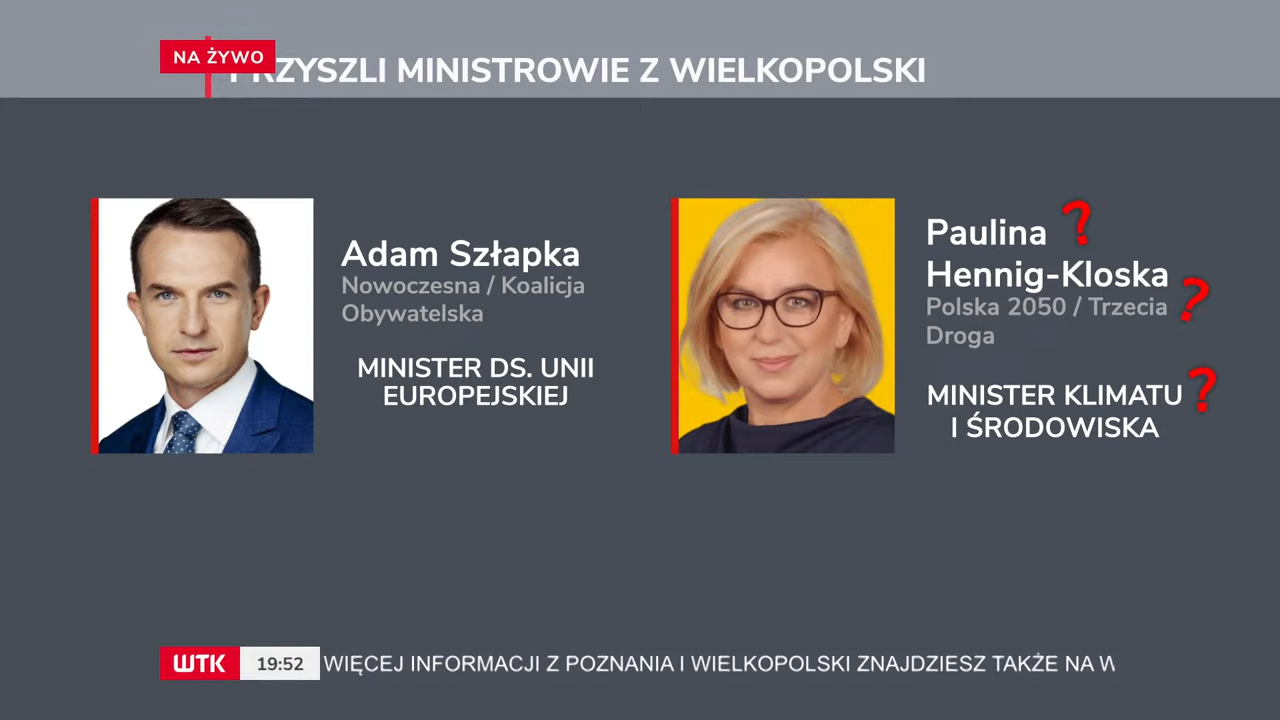 NA ŻYWO
PRZYSZLI MINISTROWIE Z WIELKOPOLSKI
Adam Szłapka
Nowoczesna / Koalicja
Obywatelska
MINISTER DS. UNII
EUROPEJSKIEJ
Paulina ?
Hennig-Kloska
Polska 2050 / Trzecia ?
Droga
MINISTER KLIMATU ?
I ŚRODOWISKA
WTK 19:52 WIĘCEJ INFORMACJI Z POZNANIA I WIELKOPOLSKI ZNAJDZIESZ TAKŻE NA